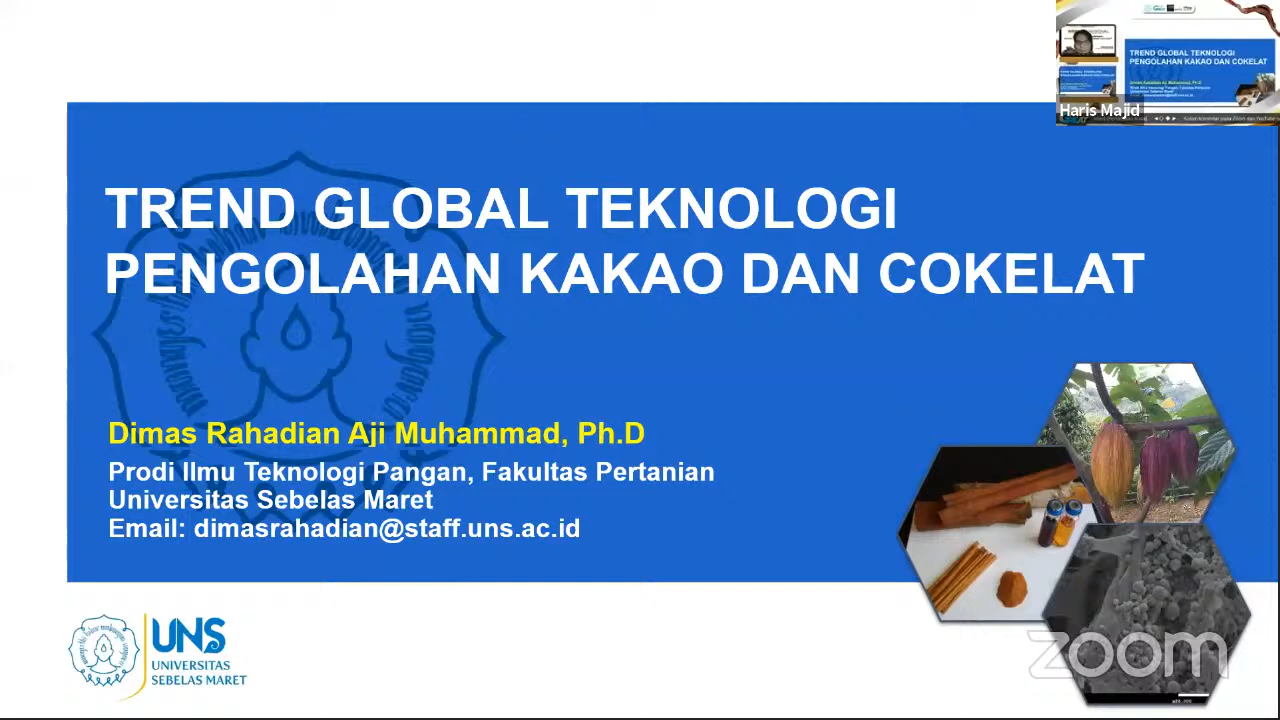 TREND GLOBAL TEKNOLOGI
PENGOLAHAN KAKAO DAN COKELAT
Dimas Rahadian Aji Muhammad, Ph.D
Prodi Ilmu Teknologi Pangan, Fakultas Pertanian
Universitas Sebelas Maret
Email: dimasrahadian@staff.uns.ac.id
UNS
UNIVERSITAS
SEBELAS MARET
TREND GLOBAL TEKNOLOGI
PENGOLAHAN KAKAO DAN COKELAT
Haris Majid
zoom